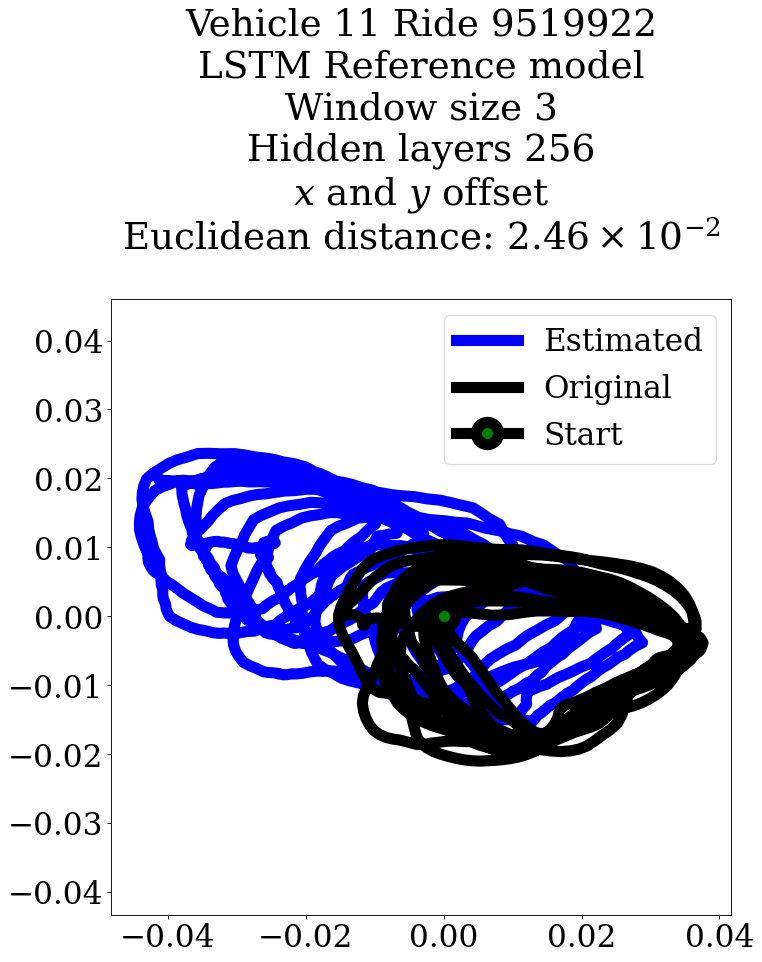 Vehicle 11 Ride 9519922
LSTM Reference model
Window size 3
Hidden layers 256
x and y offset
Euclidean distance: 2.46 × 10⁻²
Estimated
Original
Start
0.04
0.03
0.02
0.01
0.00
−0.01
−0.02
−0.03
−0.04
−0.04 −0.02 0.00 0.02 0.04